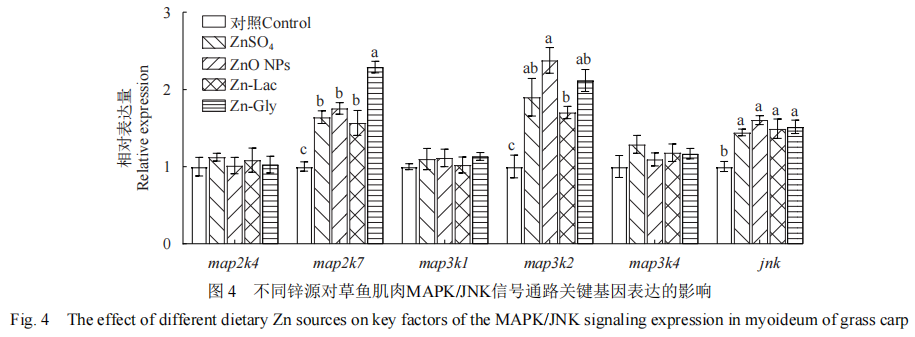 对照Control
ZnSO₄
ZnO NPs
Zn-Lac
Zn-Gly
相对表达量
Relative expression
3
2
1
0
c b b b a
c ab a b ab
b a a a a
map2k4 map2k7 map3k1 map3k2 map3k4 jnk
图 4 不同锌源对草鱼肌肉MAPK/JNK信号通路关键基因表达的影响
Fig. 4 The effect of different dietary Zn sources on key factors of the MAPK/JNK signaling expression in myoideum of grass carp